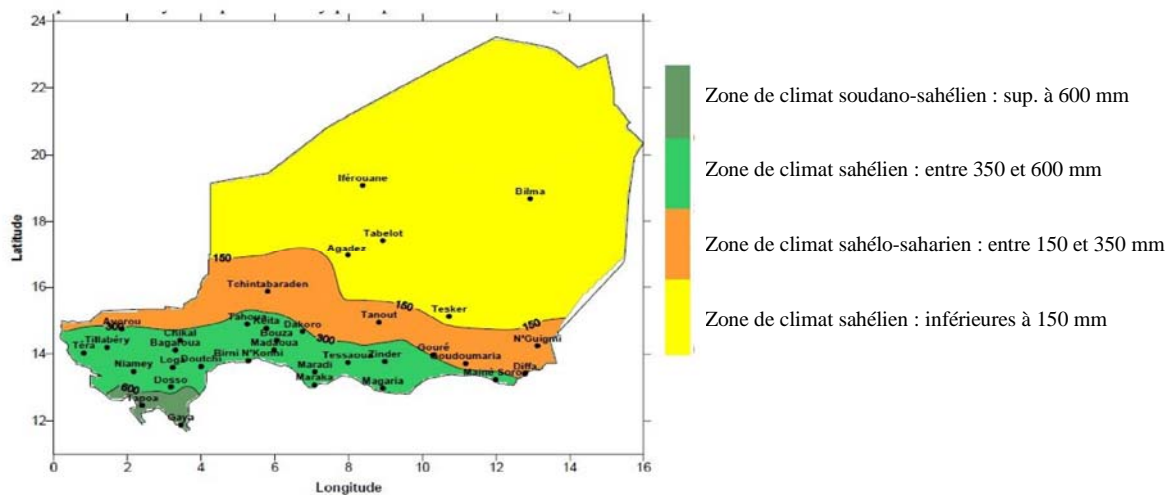 24
22
20
18
16
14
12
Latitude
0 2 4 6 8 10 12 14 16
Longitude
Iférouane
Bilma
Tabelot
Agadez
150
Tchintabaraden
150
Tesker
Tanout
150
N'Guigmi
Ayorou
300
Tahoua
Keita
Dakoro
Bouza
300
Chikal
Tillabéry
Téra
Bagaroua
Madaoua
Gouré
Goudoumaria
Tessaoua
Zinder
Loga
Doutchi
Birni N'Konni
Niamey
Maradi
Diffa
Mainé Soroa
Dosso
Maraka
Magaria
600
Tapoa
Gaya
Zone de climat soudano-sahélien : sup. à 600 mm
Zone de climat sahélien : entre 350 et 600 mm
Zone de climat sahélo-saharien : entre 150 et 350 mm
Zone de climat sahélien : inférieures à 150 mm